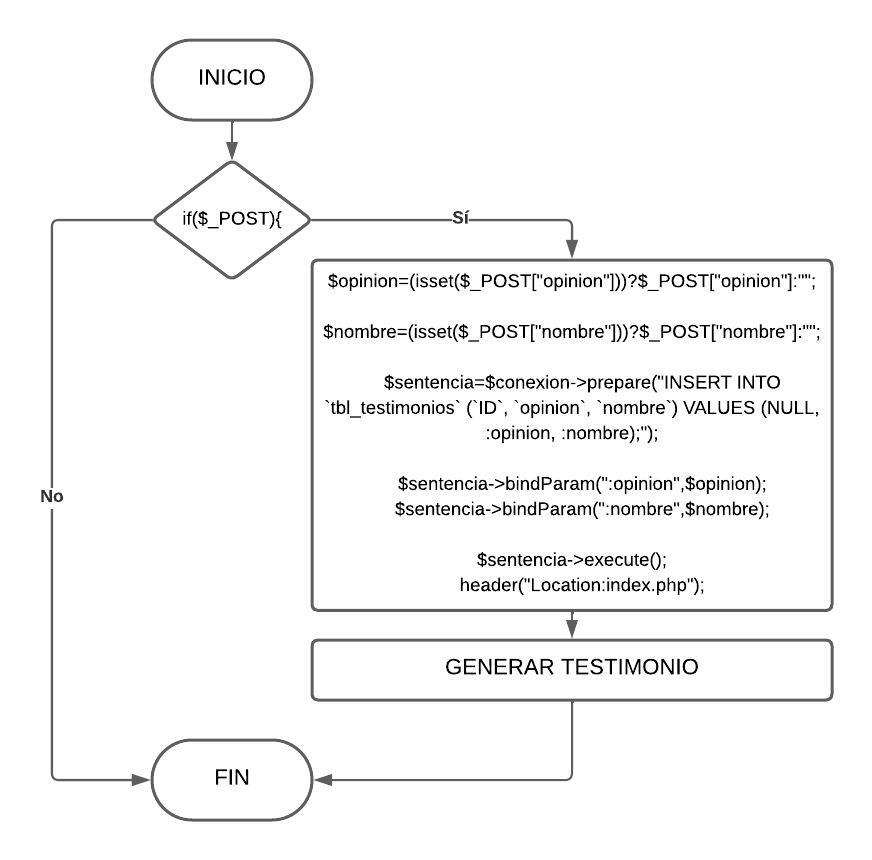 INICIO
if($_POST){
Sí
$opinion=(isset($_POST["opinion"]))?$_POST["opinion"]:"";
$nombre=(isset($_POST["nombre"]))?$_POST["nombre"]:"";
$sentencia=$conexion->prepare("INSERT INTO
`tbl_testimonios` (`ID`, `opinion`, `nombre`) VALUES (NULL,
:opinion, :nombre);");
$sentencia->bindParam(":opinion",$opinion);
$sentencia->bindParam(":nombre",$nombre);
No
$sentencia->execute();
header("Location:index.php");
GENERAR TESTIMONIO
FIN